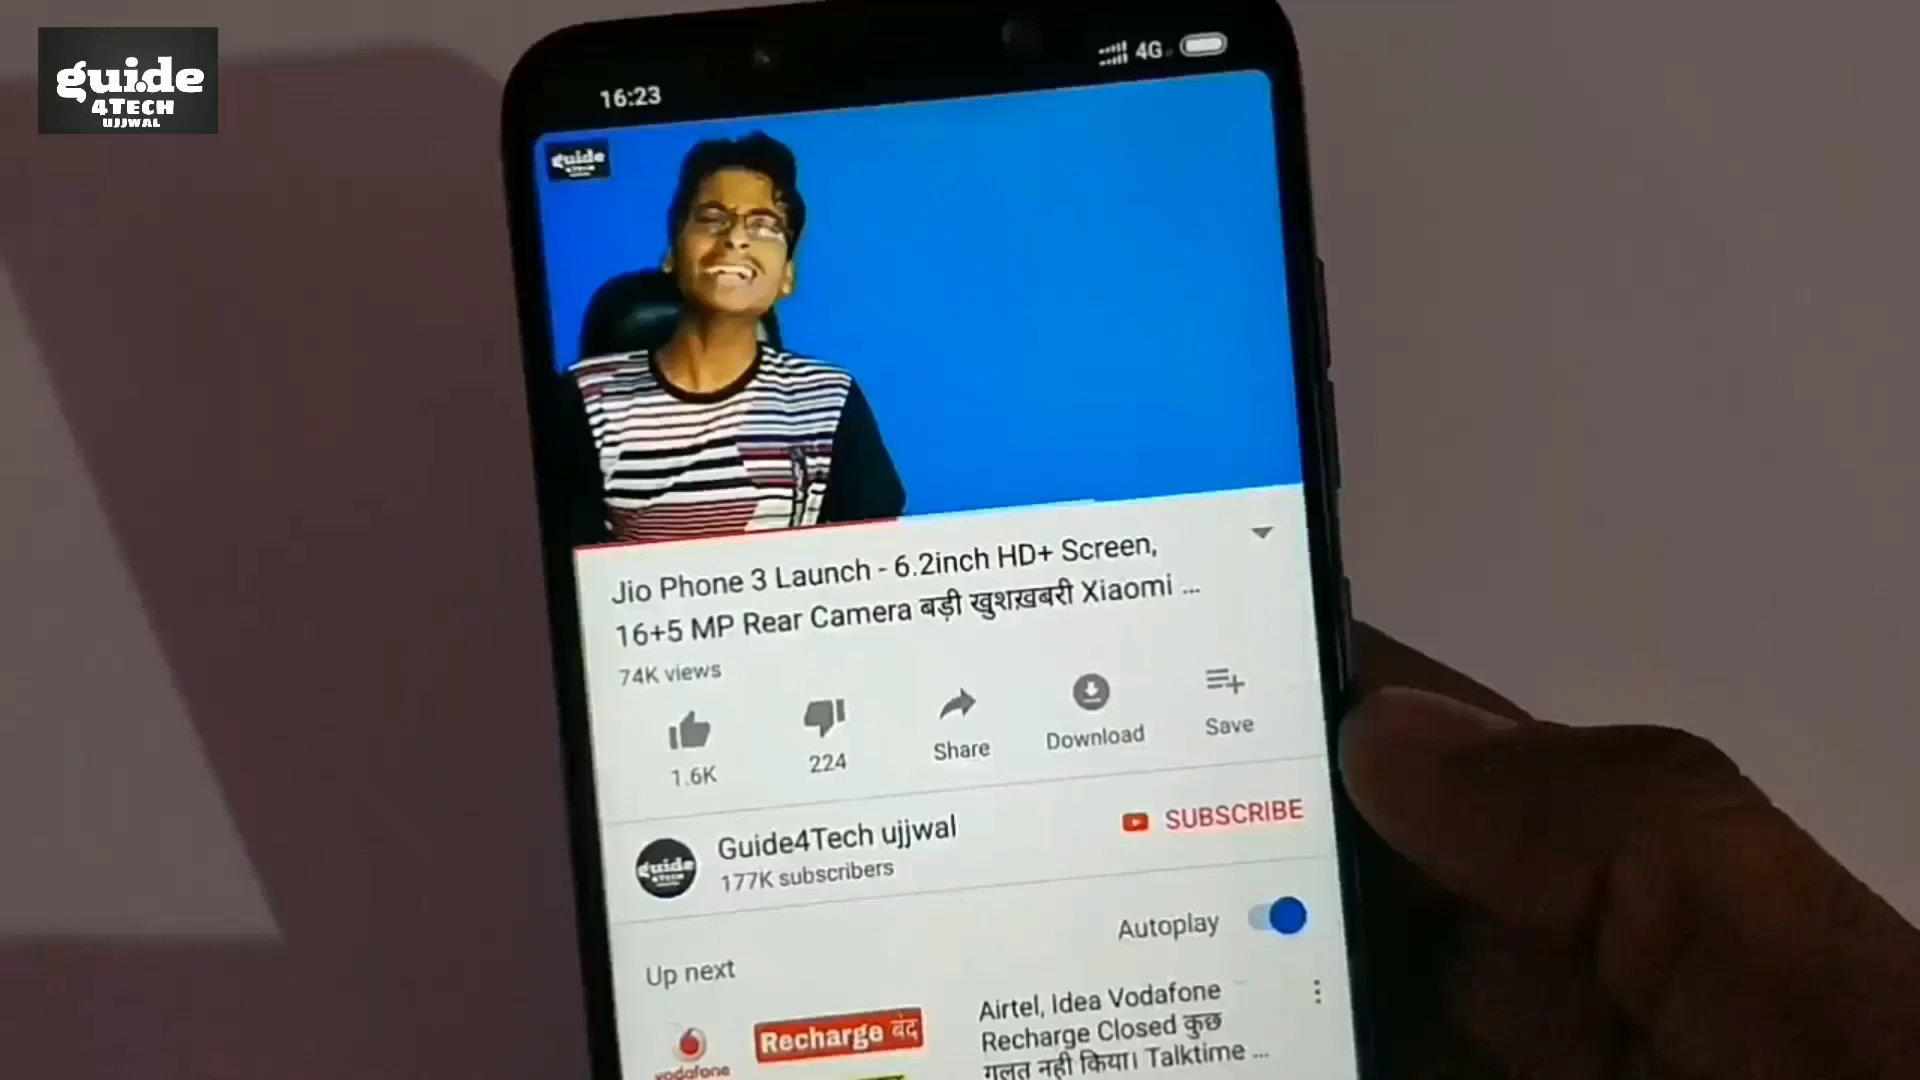 guide
4TECH
UJJWAL
16:23
4G
guide
Jio Phone 3 Launch - 6.2inch HD+ Screen,
16+5 MP Rear Camera बड़ी खुशख़बरी Xiaomi ...
74K views
1.6K
224
Share
Download
Save
guide
Guide4Tech ujjwal
177K subscribers
SUBSCRIBE
Autoplay
Up next
vodafone
Recharge बंद
Airtel, Idea Vodafone
Recharge Closed कुछ
गलत नही किया। Talktime ...